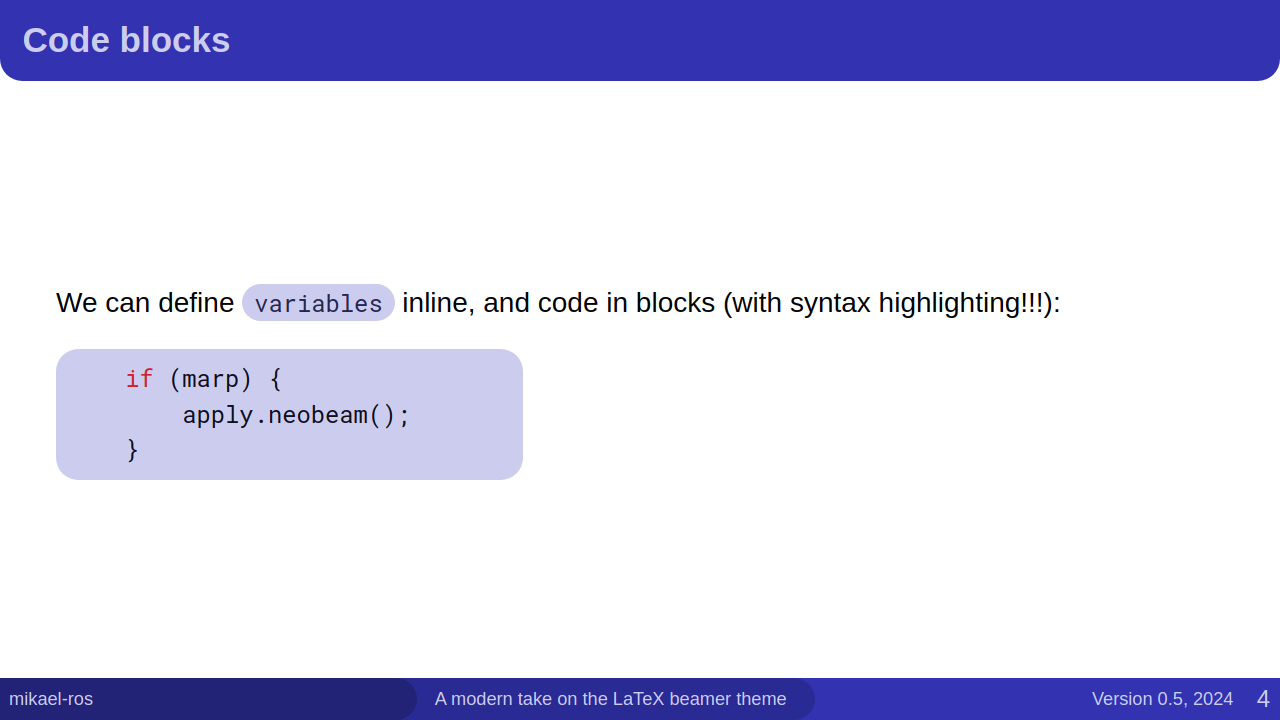 Code blocks
We can define variables inline, and code in blocks (with syntax highlighting!!!):
if (marp) {
    apply.neobeam();
}
mikael-ros
A modern take on the LaTeX beamer theme
Version 0.5, 2024
4